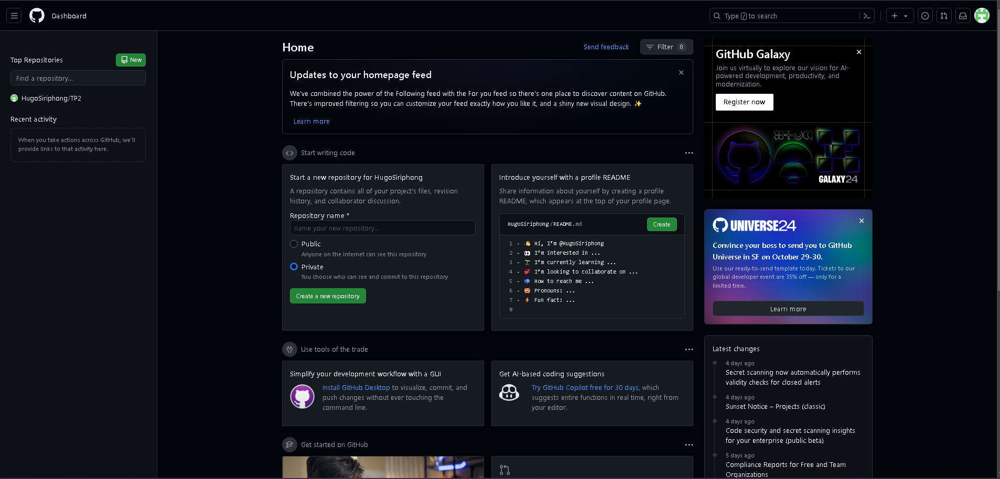 Dashboard
Type / to search
Top Repositories
New
Find a repository...
HugoSiriphong/TP2
Recent activity
When you take actions across GitHub, we'll
provide links to that activity here.
Home
Send feedback
Filter 8
Updates to your homepage feed
We've combined the power of the Following feed with the For you feed so there's one place to discover content on GitHub.
There's improved filtering so you can customize your feed exactly how you like it, and a shiny new visual design. ✨
Learn more
Start writing code
Start a new repository for HugoSiriphong
A repository contains all of your project's files, revision
history, and collaborator discussion.
Repository name *
name your new repository...
Public
Anyone on the internet can see this repository
Private
You choose who can see and commit to this repository
Create a new repository
Introduce yourself with a profile README
Share information about yourself by creating a profile
README, which appears at the top of your profile page.
HugoSiriphong/README.md
Create
1 - 👋 Hi, I'm @HugoSiriphong
2 - 👀 I'm interested in ...
3 - 🌱 I'm currently learning ...
4 - 💞️ I'm looking to collaborate on ...
5 - 📫 How to reach me ...
6 - 😄 Pronouns: ...
7 - ⚡ Fun fact: ...
8
Use tools of the trade
Simplify your development workflow with a GUI
Install GitHub Desktop to visualize, commit, and
push changes without ever touching the
command line.
Get AI-based coding suggestions
Try GitHub Copilot free for 30 days, which
suggests entire functions in real time, right from
your editor.
Get started on GitHub
GitHub Galaxy
Join us virtually to explore our vision for AI-
powered development, productivity, and
modernization.
Register now
GALAXY24
UNIVERSE24
Convince your boss to send you to GitHub
Universe in SF on October 29-30.
Use our ready-to-send template today. Tickets to our
global developer event are 35% off — only for a
limited time.
Learn more
Latest changes
4 days ago
Secret scanning now automatically performs
validity checks for closed alerts
4 days ago
Sunset Notice – Projects (classic)
4 days ago
Code security and secret scanning insights
for your enterprise (public beta)
5 days ago
Compliance Reports for Free and Team
Organizations